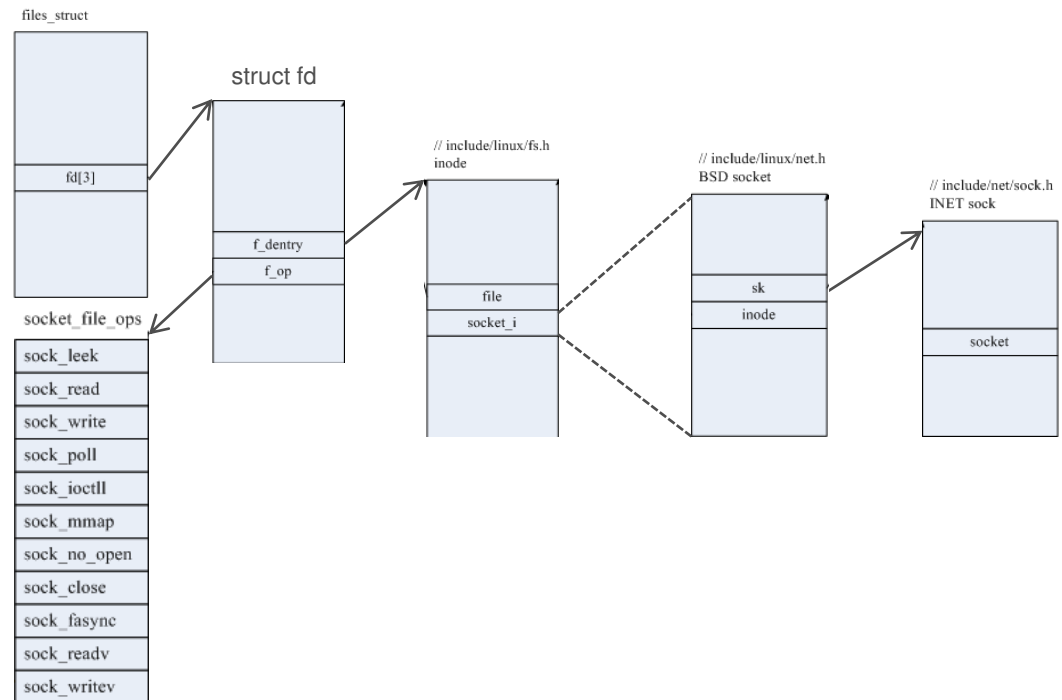 files_struct
fd[3]
struct fd
f_dentry
f_op
// include/linux/fs.h
inode
file
socket_i
// include/linux/net.h
BSD socket
sk
inode
// include/net/sock.h
INET sock
socket
socket_file_ops
sock_leek
sock_read
sock_write
sock_poll
sock_ioctll
sock_mmap
sock_no_open
sock_close
sock_fasync
sock_readv
sock_writev